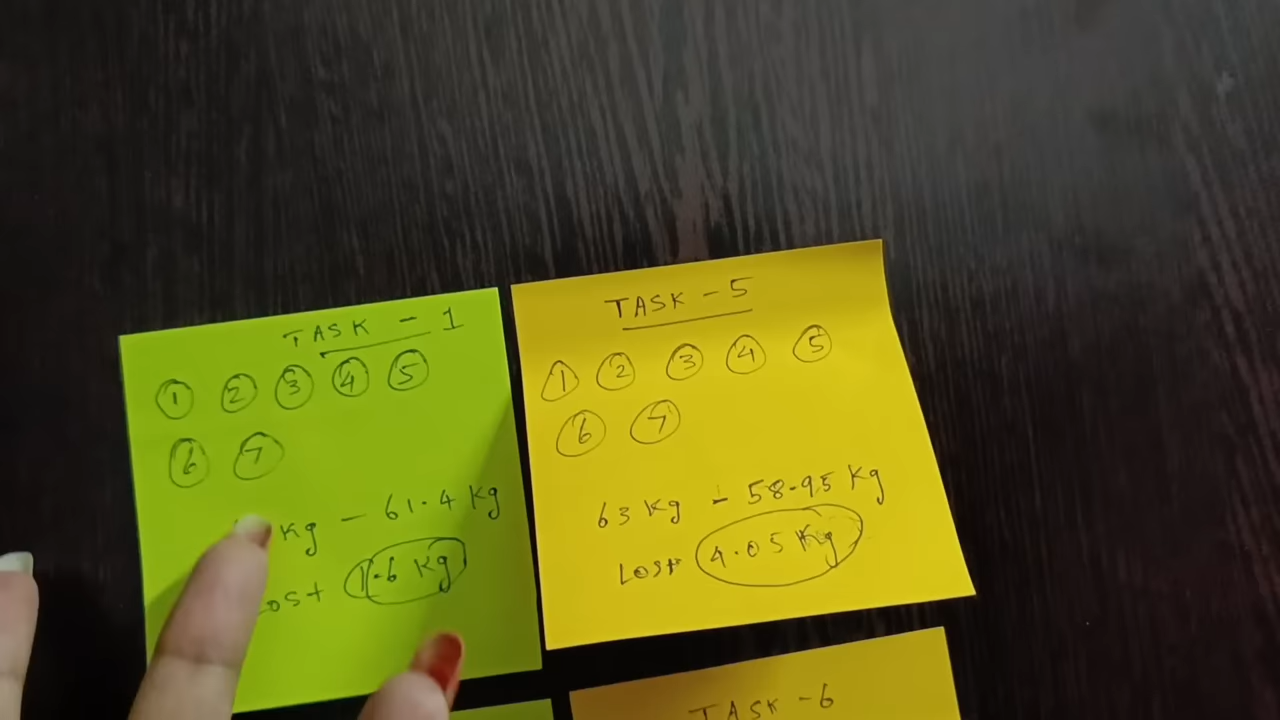 TASK - 1
1 2 3 4 5
6 7
Kg - 61.4 Kg
Lost 1.6 Kg
TASK - 5
1 2 3 4 5
6 7
63 Kg - 58.95 Kg
Lost 4.05 Kg
TASK - 6